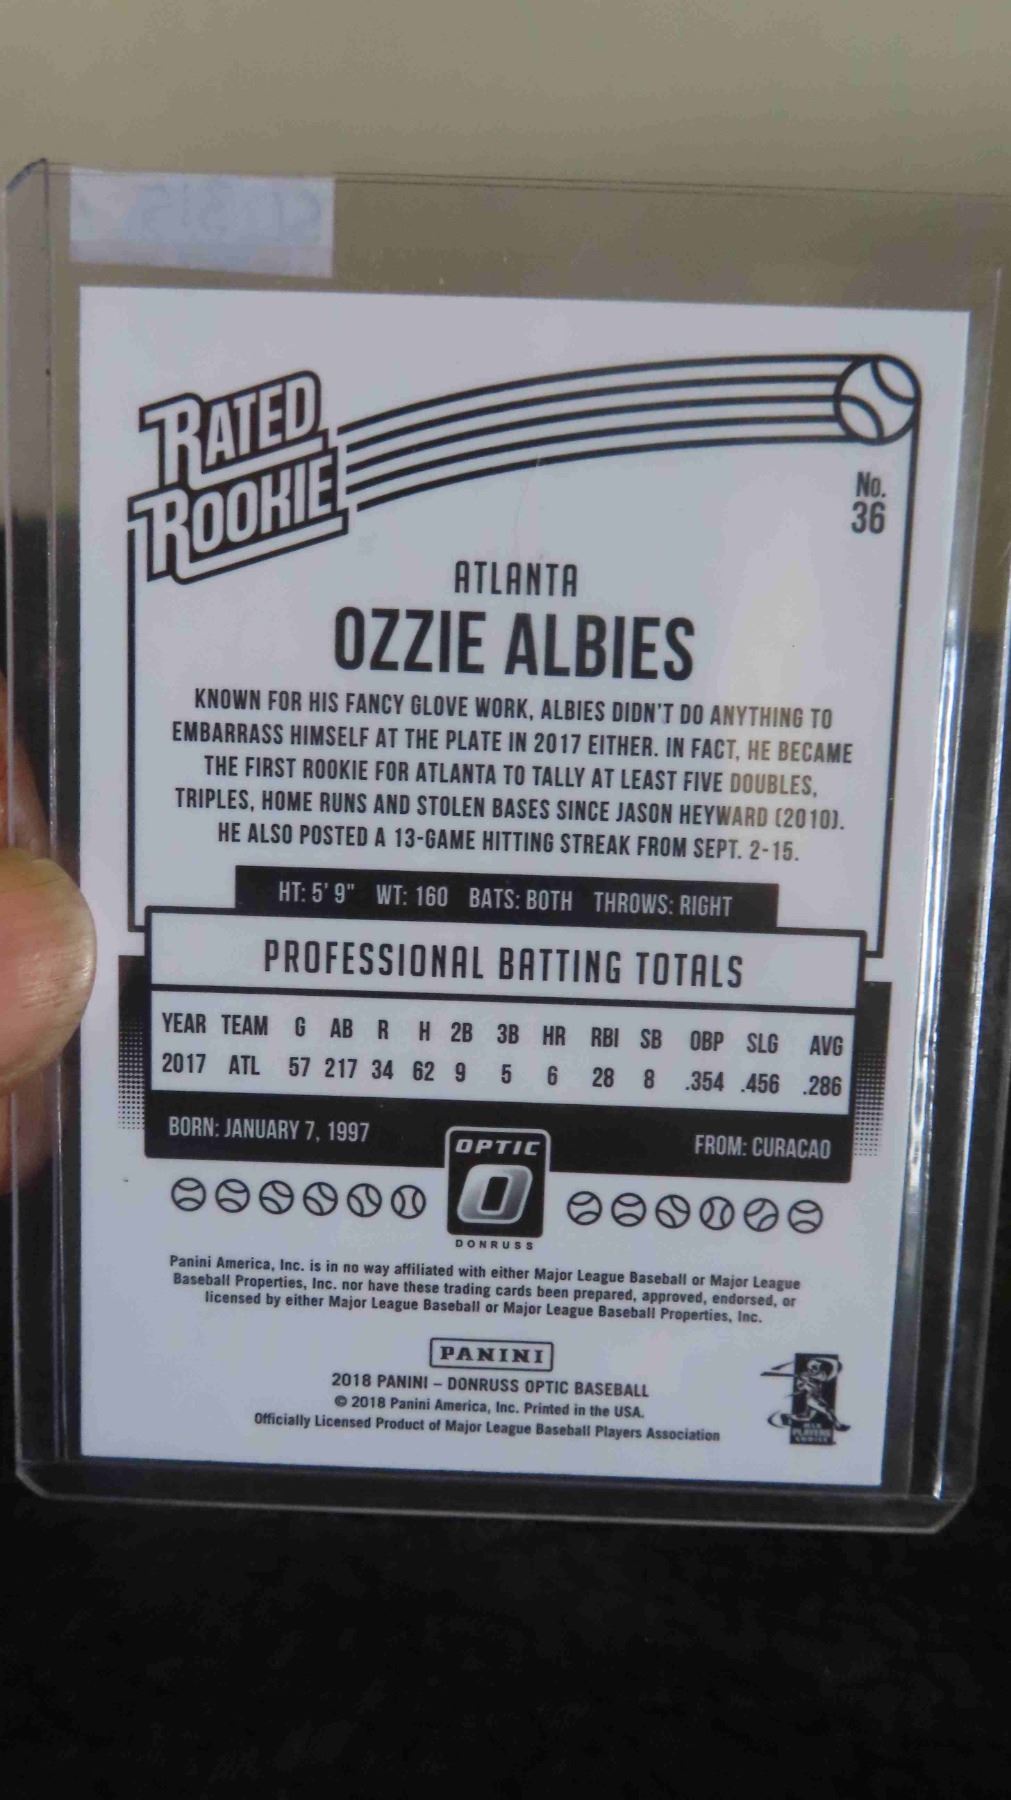 RATED
ROOKIE
No.
36
ATLANTA
OZZIE ALBIES
KNOWN FOR HIS FANCY GLOVE WORK, ALBIES DIDN'T DO ANYTHING TO
EMBARRASS HIMSELF AT THE PLATE IN 2017 EITHER. IN FACT, HE BECAME
THE FIRST ROOKIE FOR ATLANTA TO TALLY AT LEAST FIVE DOUBLES,
TRIPLES, HOME RUNS AND STOLEN BASES SINCE JASON HEYWARD (2010).
HE ALSO POSTED A 13-GAME HITTING STREAK FROM SEPT. 2-15.
HT: 5' 9" WT: 160 BATS: BOTH THROWS: RIGHT
PROFESSIONAL BATTING TOTALS
YEAR TEAM G AB R H 2B 3B HR RBI SB OBP SLG AVG
2017 ATL 57 217 34 62 9 5 6 28 8 .354 .456 .286
BORN: JANUARY 7, 1997
FROM: CURACAO
OPTIC
O
DONRUSS
Panini America, Inc. is in no way affiliated with either Major League Baseball or Major League
Baseball Properties, Inc. nor have these trading cards been prepared, approved, endorsed, or
licensed by either Major League Baseball or Major League Baseball Properties, Inc.
PANINI
2018 PANINI – DONRUSS OPTIC BASEBALL
© 2018 Panini America, Inc. Printed in the USA.
Officially Licensed Product of Major League Baseball Players Association
PLAYERS